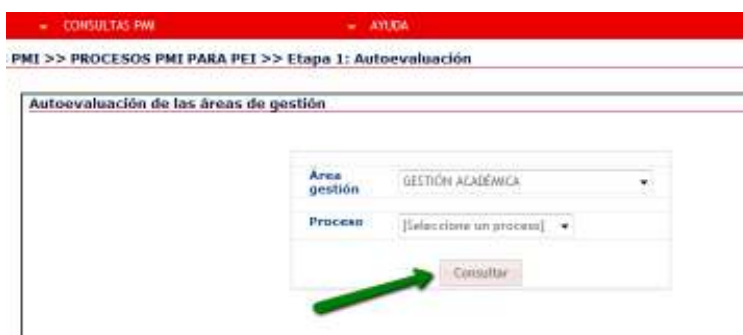 CONSULTAS PMI AYUDA
PMI >> PROCESOS PMI PARA PEI >> Etapa 1: Autoevaluación
Autoevaluación de las áreas de gestión
Área gestión GESTIÓN ACADÉMICA
Proceso [Seleccione un proceso]
Consultar